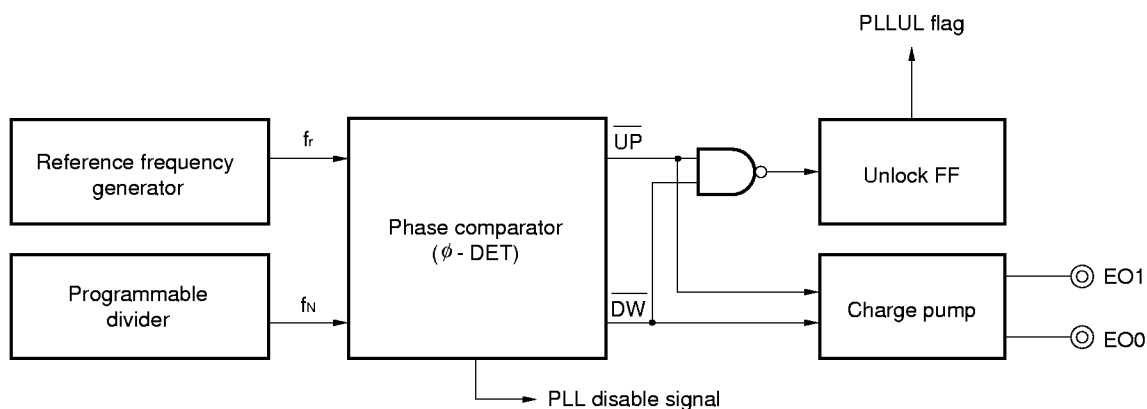 PLLUL flag
Reference frequency
generator
fr
Phase comparator
(φ - DET)
UP
Unlock FF
Programmable
divider
fN
DW
Charge pump
EO1
EO0
PLL disable signal